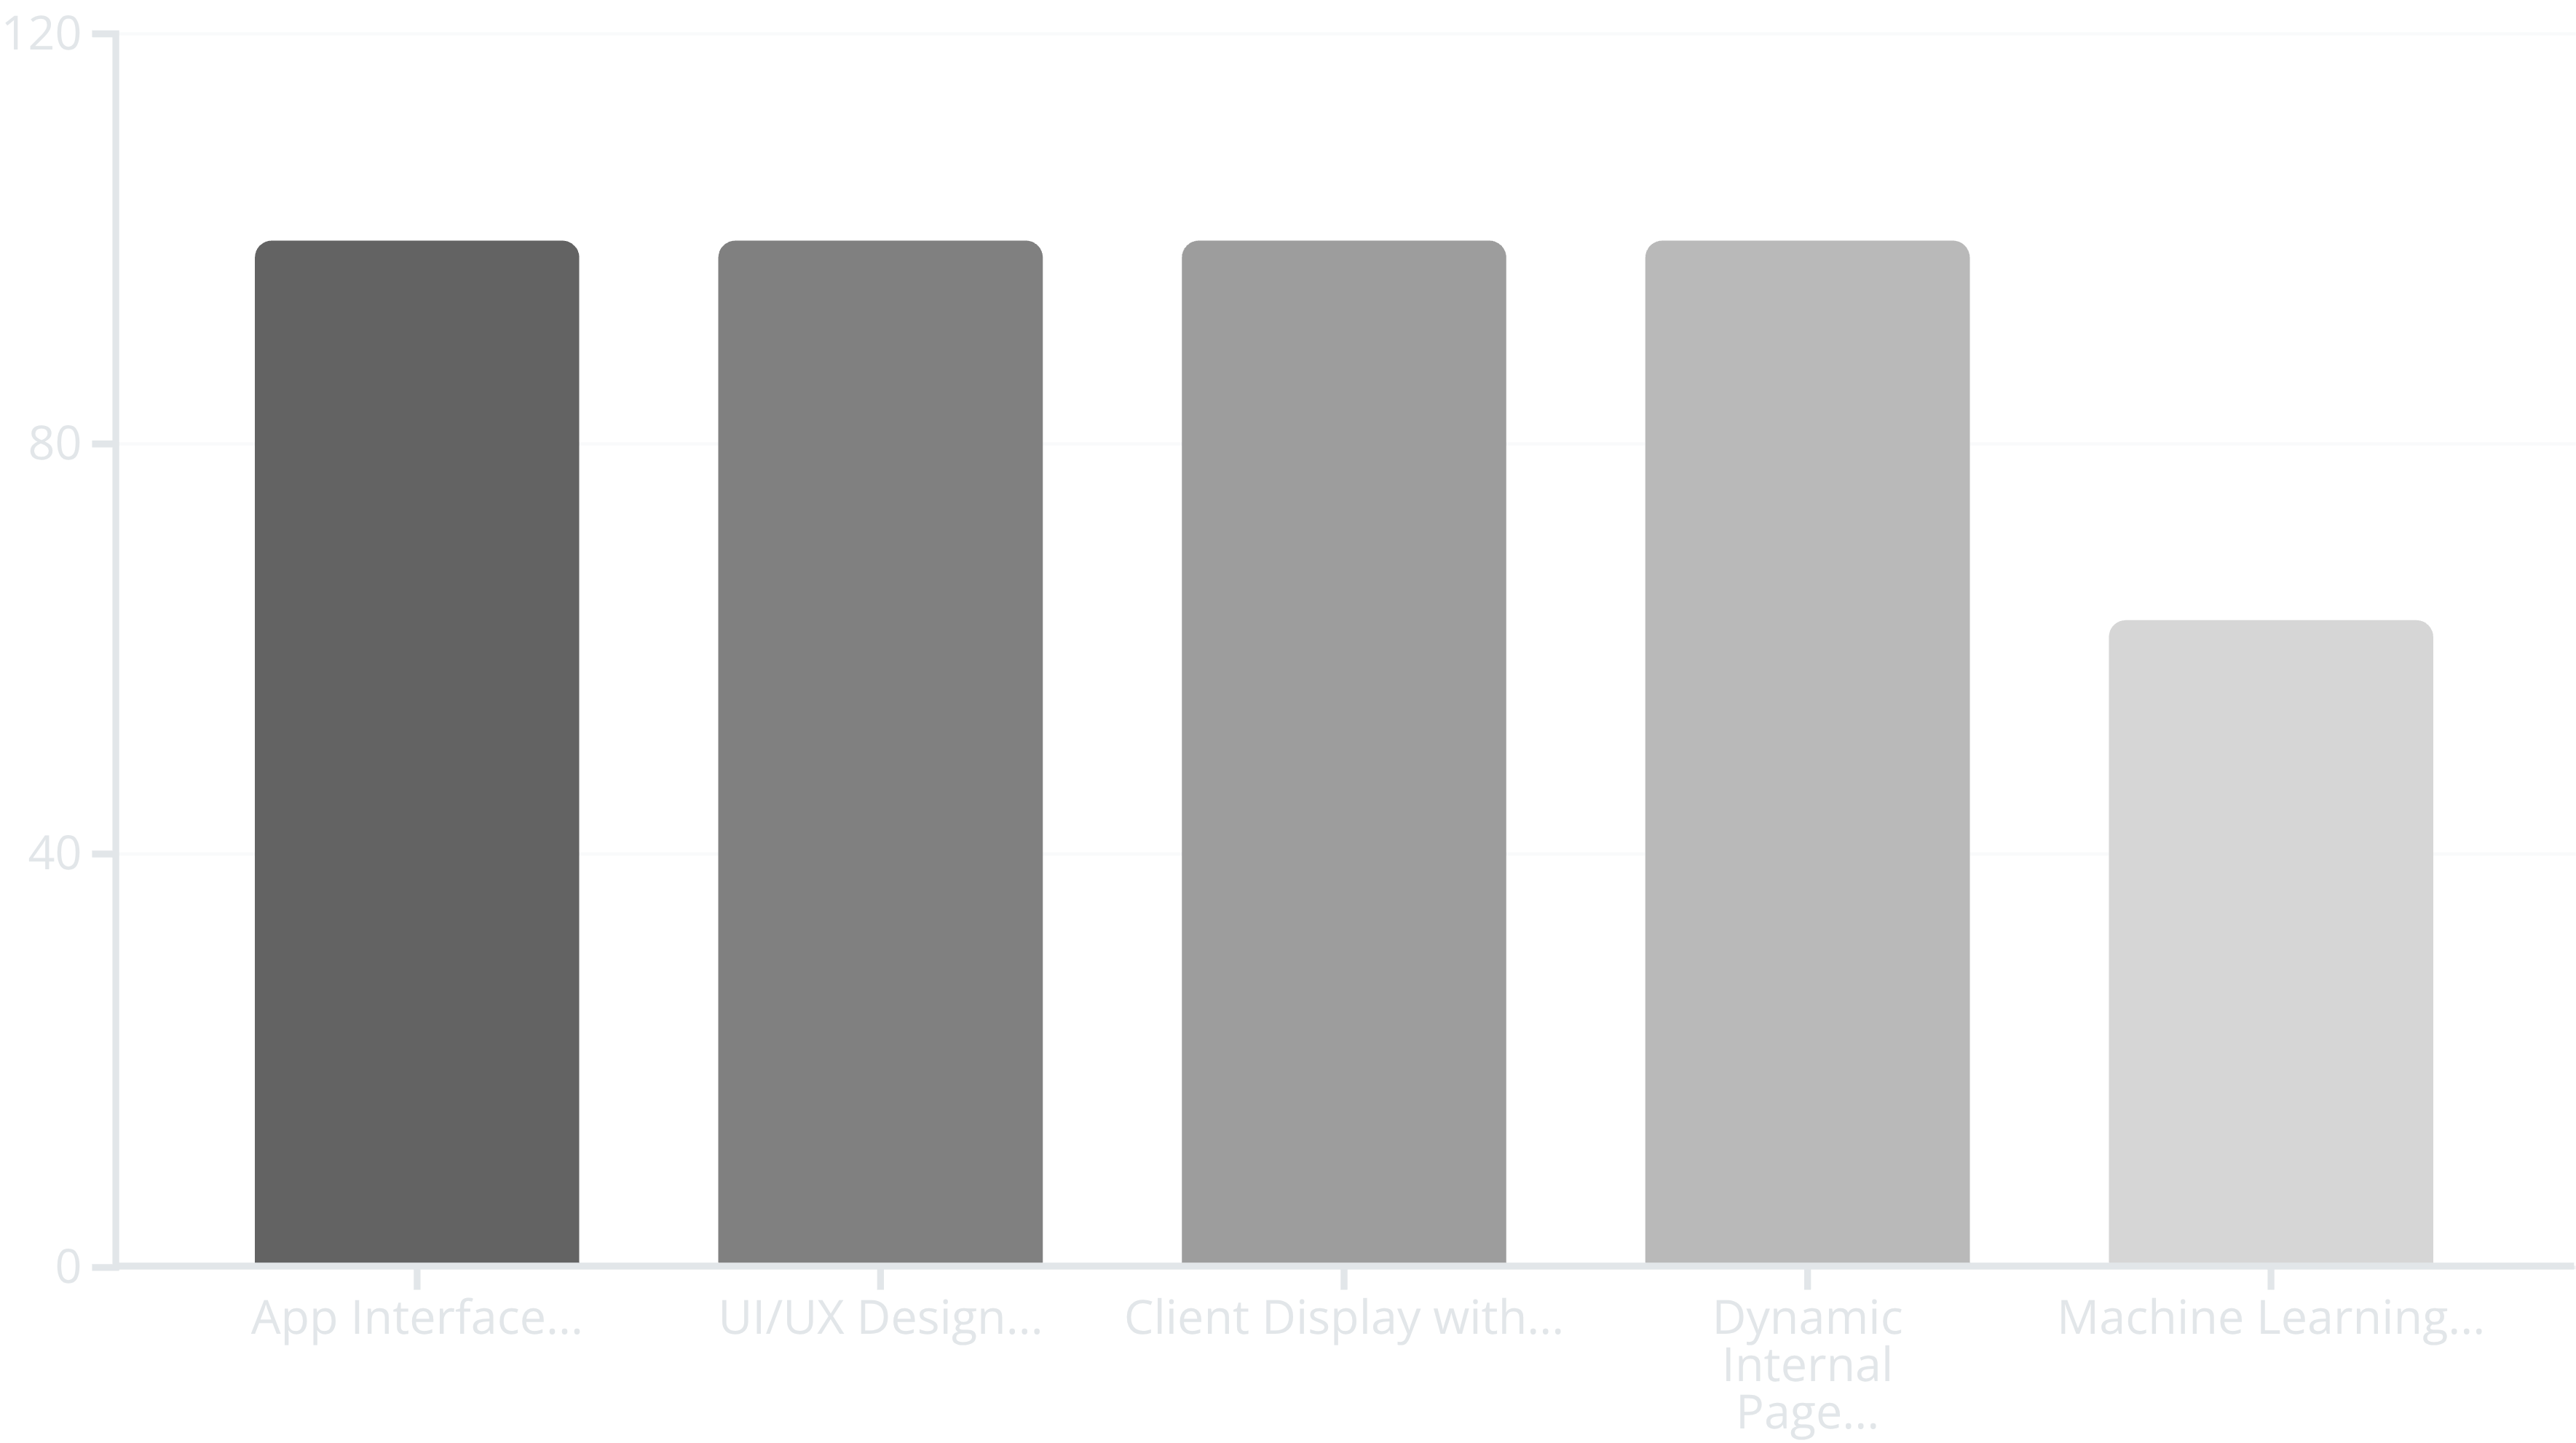 120
80
40
0
App Interface...
UI/UX Design...
Client Display with...
Dynamic
Internal
Page...
Machine Learning...